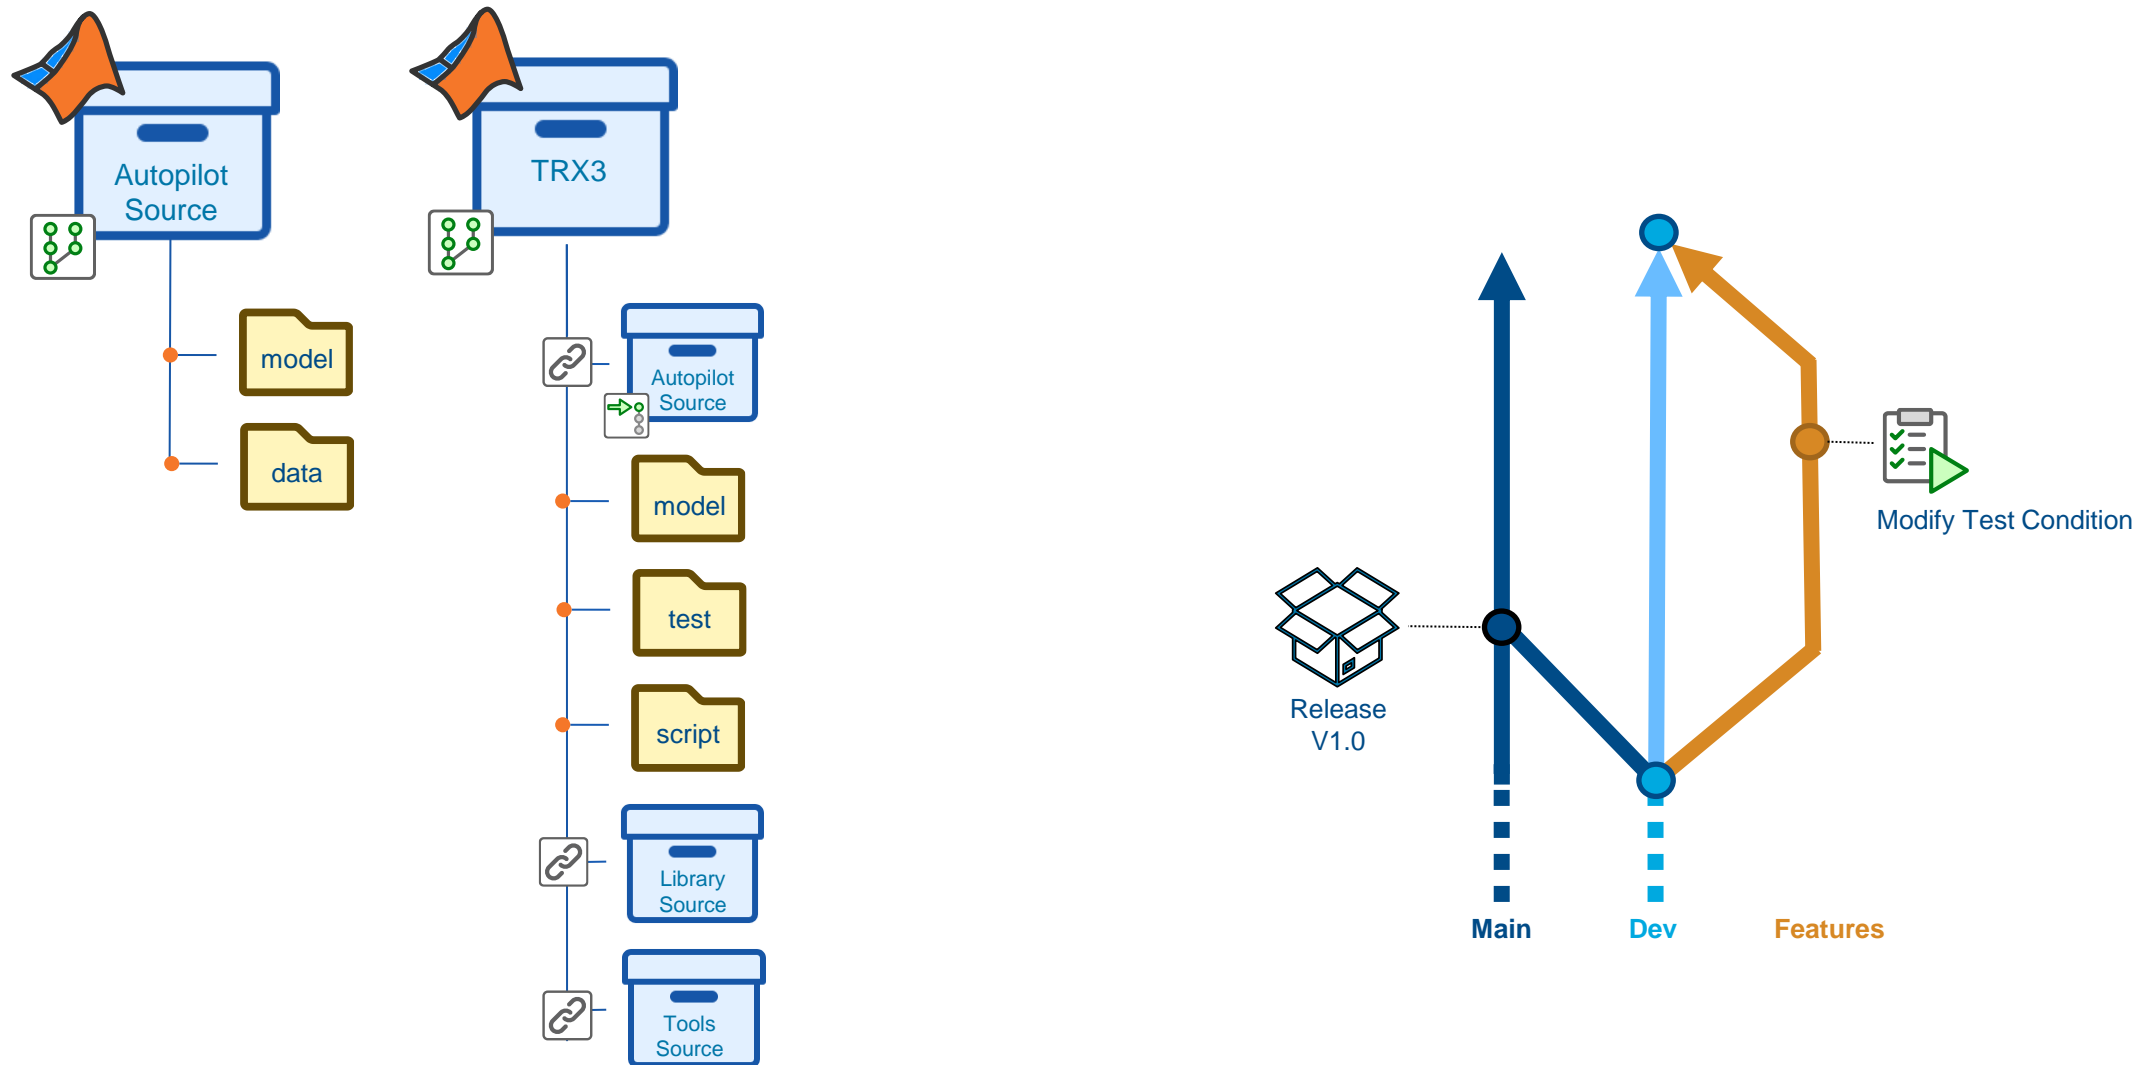 Autopilot
Source
model
data
TRX3
Autopilot
Source
model
test
script
Library
Source
Tools
Source
Release
V1.0
Modify Test Condition
Main
Dev
Features